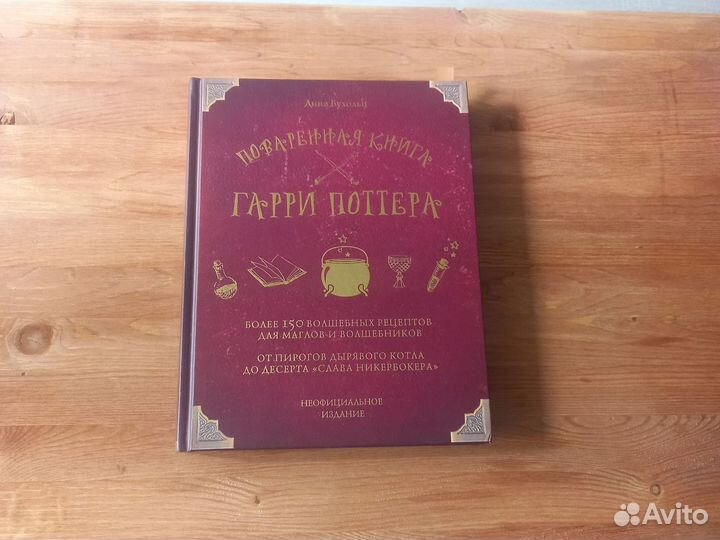 Дина Бухольц
ПОВАРЕННАЯ КНИГА
ГАРРИ ПОТТЕРА
БОЛЕЕ 150 ВОЛШЕБНЫХ РЕЦЕПТОВ
ДЛЯ МАГЛОВ И ВОЛШЕБНИКОВ
ОТ ПИРОГОВ ДЫРЯВОГО КОТЛА
ДО ДЕСЕРТА «СЛАВА НИКЕРБОКЕРА»
НЕОФИЦИАЛЬНОЕ
ИЗДАНИЕ
Avito